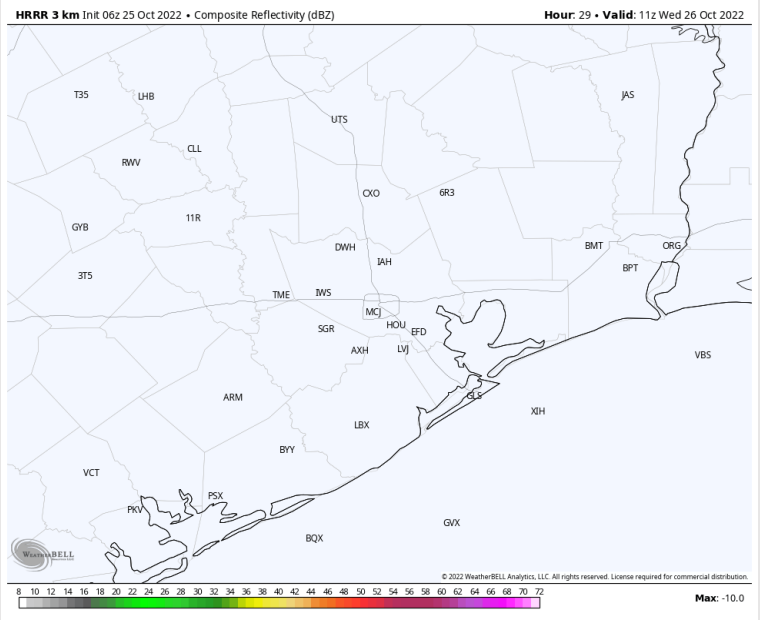 HRRR 3 km Init 06z 25 Oct 2022 • Composite Reflectivity (dBZ) Hour: 29 • Valid: 11z Wed 26 Oct 2022
T35 LHB JAS
UTS
CLL
RWV
CXO 6R3
11R
GYB
DWH BMT ORG
IAH
BPT
3T5
TME IWS
MCJ
SGR HOU EFD
AXH LVJ
VBS
ARM GLS
XIH
LBX
BYY
VCT
PSX
PKV
GVX
BQX
WEATHERBELL
© 2022 WeatherBELL Analytics, LLC. All rights reserved. License required for commercial distribution.
8 10 12 14 16 18 20 22 24 26 28 30 32 34 36 38 40 42 44 46 48 50 52 54 56 58 60 62 64 66 68 70 72
Max: -10.0